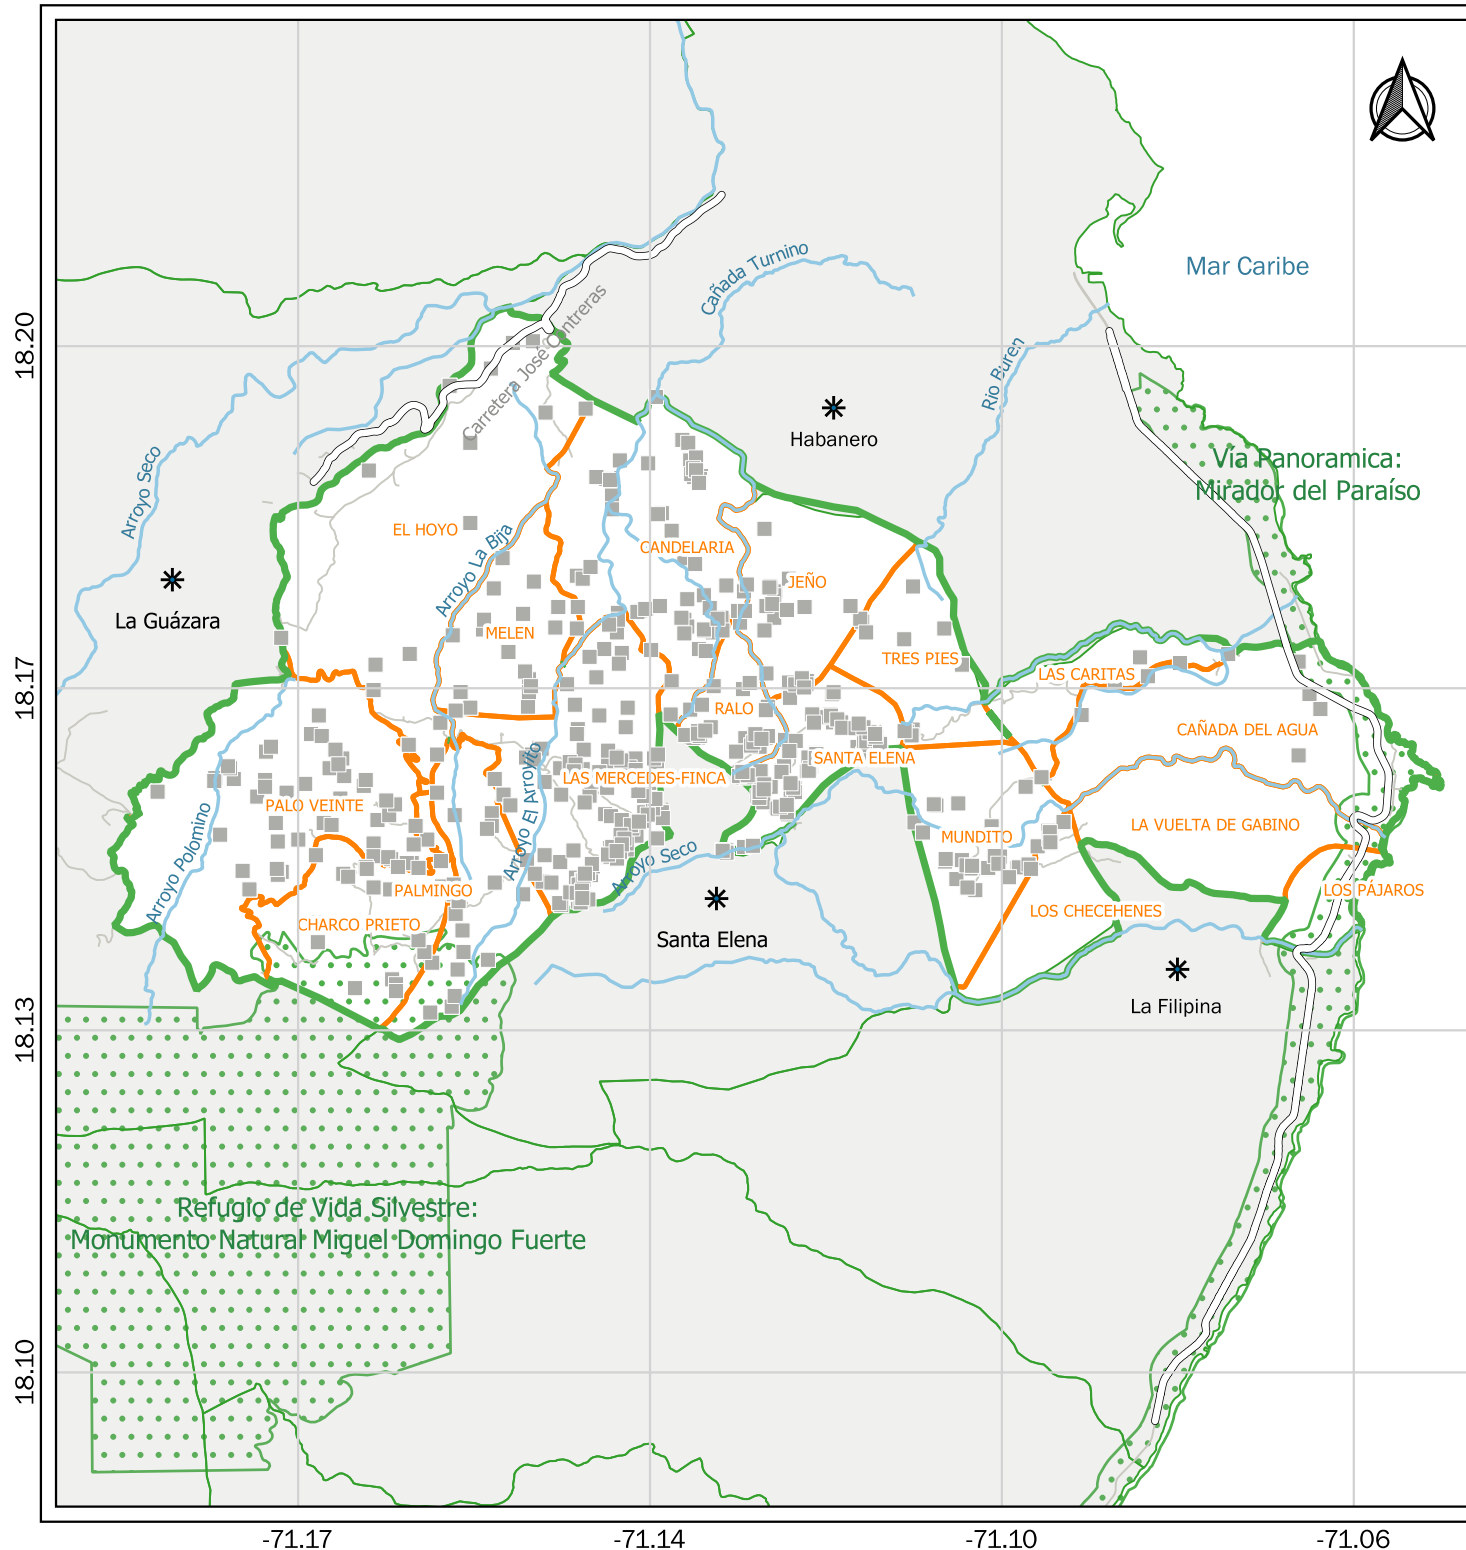 Cañada Turnino
Mar Caribe
18.20
Carretera José Contreras
Rio Buren
Habanero
Vía Panoramica:
Mirador del Paraíso
Arroyo Seco
EL HOYO
CANDELARIA
Arroyo La Bija
JEÑO
La Guázara
MELEN
TRES PIES
LAS CARITAS
18.17
RALO
CAÑADA DEL AGUA
SANTA ELENA
LAS MERCEDES-FINCA
PALO VEINTE
Arroyo El Arroyito
MUNDITO
LA VUELTA DE GABINO
Arroyo Polomino
Arroyo Seco
PALMINGO
LOS PÁJAROS
CHARCO PRIETO
LOS CHECEHENES
Santa Elena
La Filipina
18.13
Refugio de Vida Silvestre:
Monumento Natural Miguel Domingo Fuerte
18.10
-71.17
-71.14
-71.10
-71.06